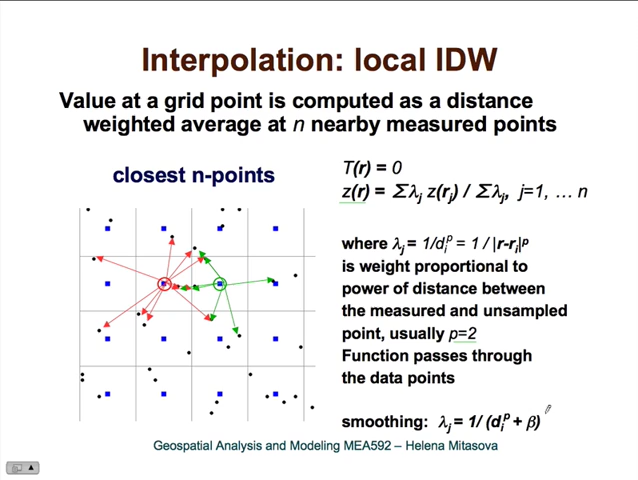 Interpolation: local IDW
Value at a grid point is computed as a distance
weighted average at n nearby measured points
closest n-points
T(r) = 0
z(r) = Σλj z(rj) / Σλj, j=1, … n
where λj = 1/di^p = 1 / |r-ri|^p
is weight proportional to
power of distance between
the measured and unsampled
point, usually p=2
Function passes through
the data points
smoothing: λj = 1/ (di^p + β)
Geospatial Analysis and Modeling MEA592 – Helena Mitasova